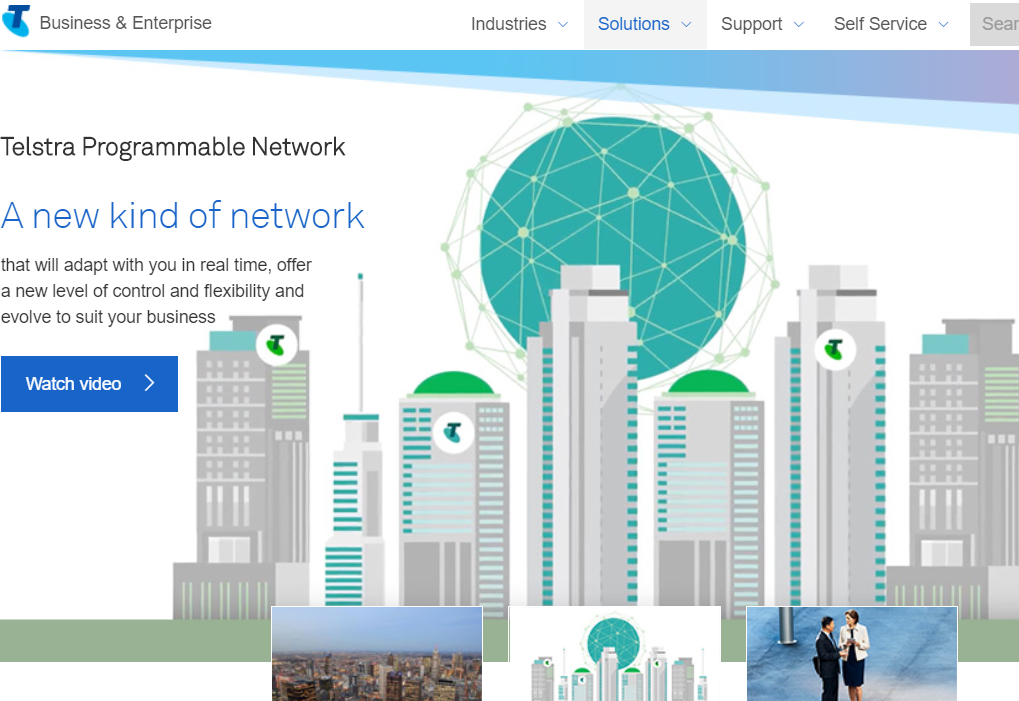 Business & Enterprise
Industries
Solutions
Support
Self Service
Sear
Telstra Programmable Network
A new kind of network
that will adapt with you in real time, offer
a new level of control and flexibility and
evolve to suit your business
Watch video